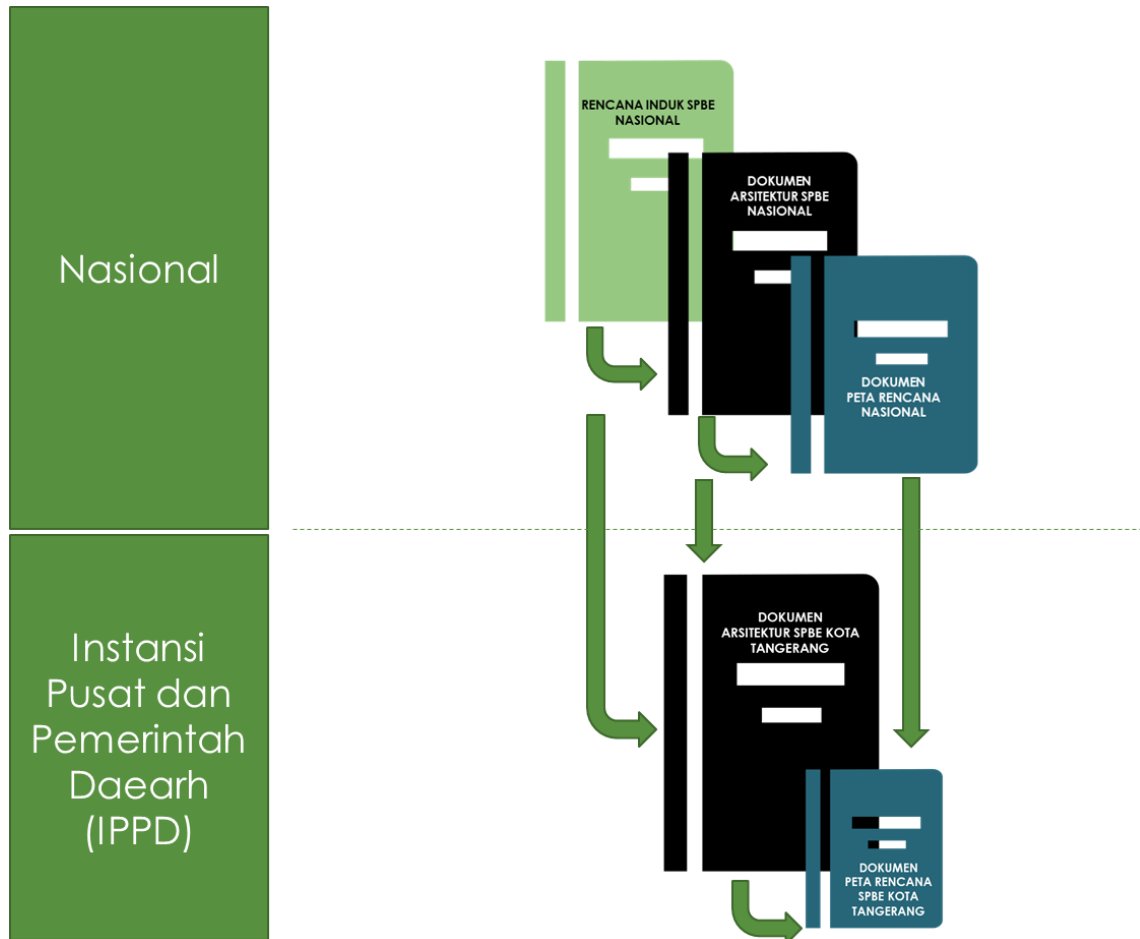 Nasional
RENCANA INDUK SPBE
NASIONAL
DOKUMEN
ARSITEKTUR SPBE
NASIONAL
DOKUMEN
PETA RENCANA
NASIONAL
Instansi
Pusat dan
Pemerintah
Daearh
(IPPD)
DOKUMEN
ARSITEKTUR SPBE KOTA
TANGERANG
DOKUMEN
PETA RENCANA
SPBE KOTA
TANGERANG